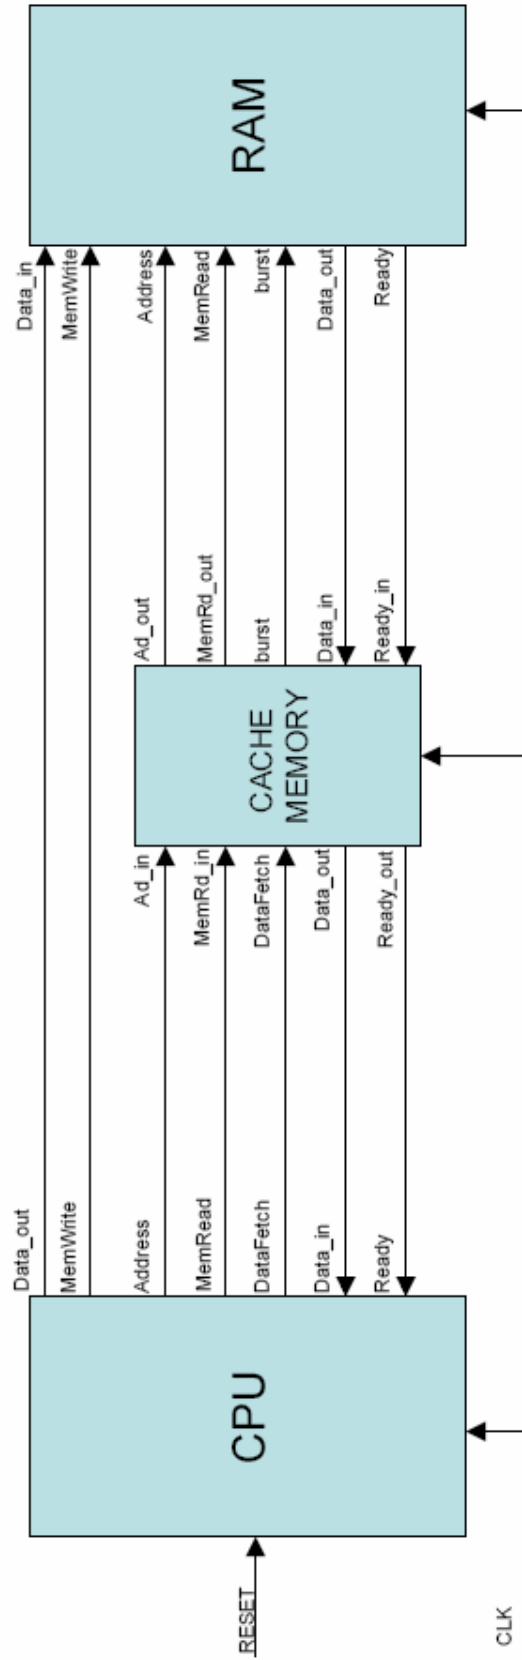 RESET
CLK
CPU
Data_out
MemWrite
Address
MemRead
DataFetch
Data_in
Ready
Ad_in
MemRd_in
DataFetch
Data_out
Ready_out
CACHE
MEMORY
Ad_out
MemRd_out
burst
Data_in
Ready_in
Data_in
MemWrite
Address
MemRead
burst
Data_out
Ready
RAM